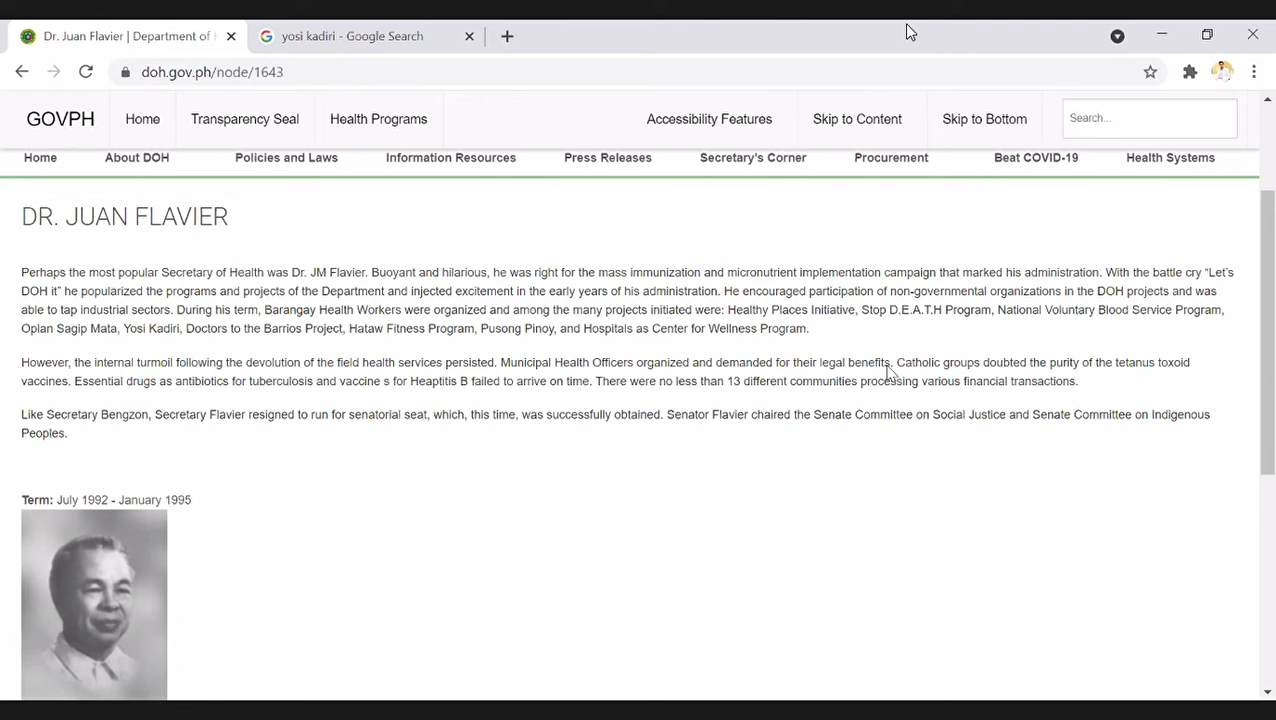 Dr. Juan Flavier | Department of
yosi kadiri - Google Search
doh.gov.ph/node/1643
GOVPH Home Transparency Seal Health Programs Accessibility Features Skip to Content Skip to Bottom Search...
Home About DOH Policies and Laws Information Resources Press Releases Secretary's Corner Procurement Beat COVID-19 Health Systems
DR. JUAN FLAVIER
Perhaps the most popular Secretary of Health was Dr. JM Flavier. Buoyant and hilarious, he was right for the mass immunization and micronutrient implementation campaign that marked his administration. With the battle cry “Let’s
DOH it” he popularized the programs and projects of the Department and injected excitement in the early years of his administration. He encouraged participation of non-governmental organizations in the DOH projects and was
able to tap industrial sectors. During his term, Barangay Health Workers were organized and among the many projects initiated were: Healthy Places Initiative, Stop D.E.A.T.H Program, National Voluntary Blood Service Program,
Oplan Sagip Mata, Yosi Kadiri, Doctors to the Barrios Project, Hataw Fitness Program, Pusong Pinoy, and Hospitals as Center for Wellness Program.
However, the internal turmoil following the devolution of the field health services persisted. Municipal Health Officers organized and demanded for their legal benefits. Catholic groups doubted the purity of the tetanus toxoid
vaccines. Essential drugs as antibiotics for tuberculosis and vaccine s for Heaptitis B failed to arrive on time. There were no less than 13 different communities processing various financial transactions.
Like Secretary Bengzon, Secretary Flavier resigned to run for senatorial seat, which, this time, was successfully obtained. Senator Flavier chaired the Senate Committee on Social Justice and Senate Committee on Indigenous
Peoples.
Term: July 1992 - January 1995